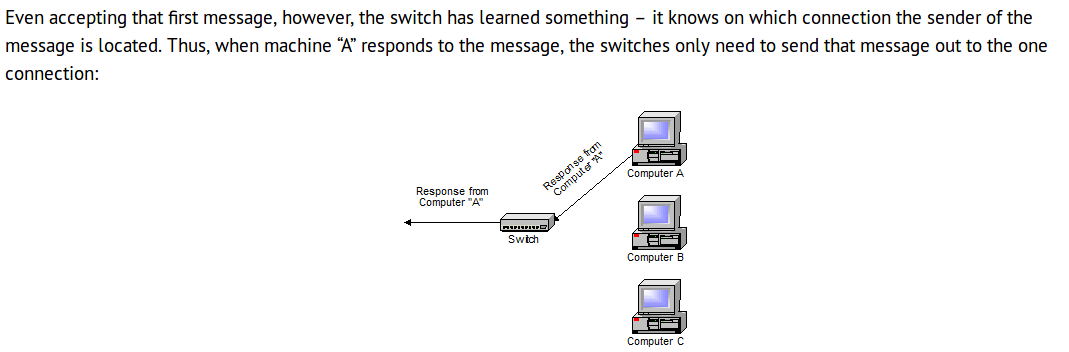 Even accepting that first message, however, the switch has learned something – it knows on which connection the sender of the
message is located. Thus, when machine “A” responds to the message, the switches only need to send that message out to the one
connection:
Response from
Computer "A"
Computer A
Response from
Computer "A"
Switch
Computer B
Computer C